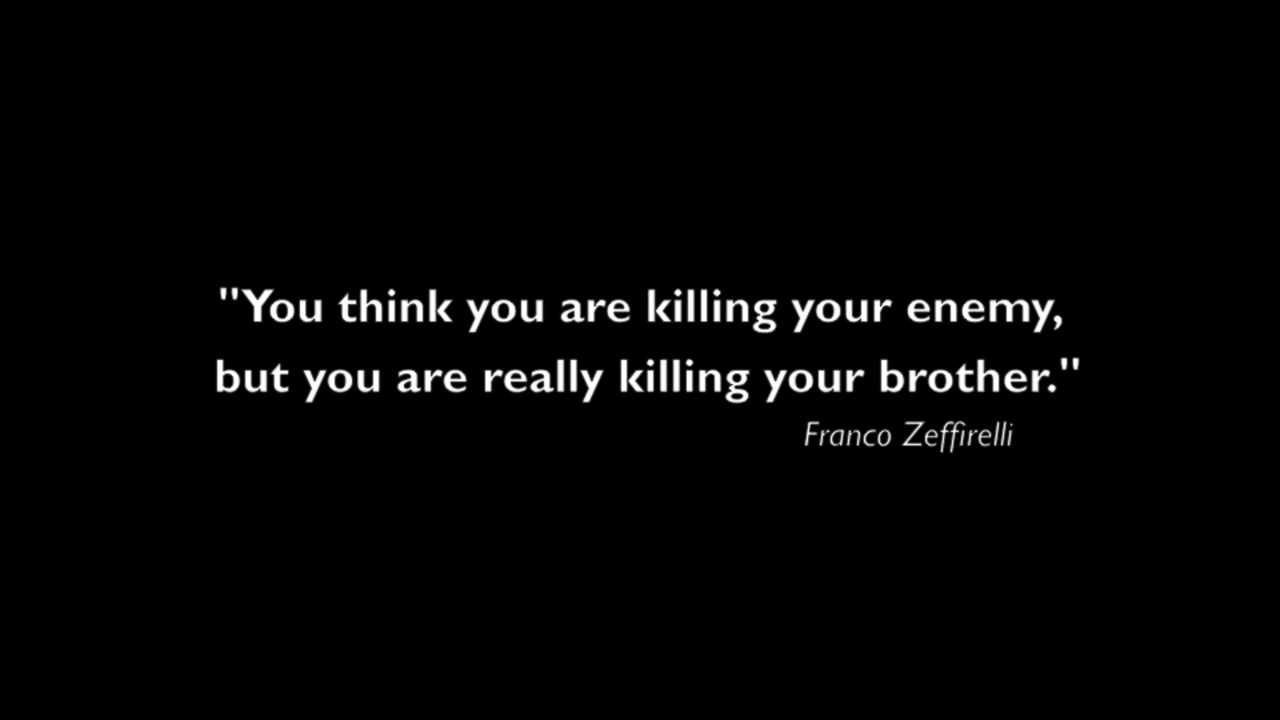 "You think you are killing your enemy,
but you are really killing your brother."
Franco Zeffirelli